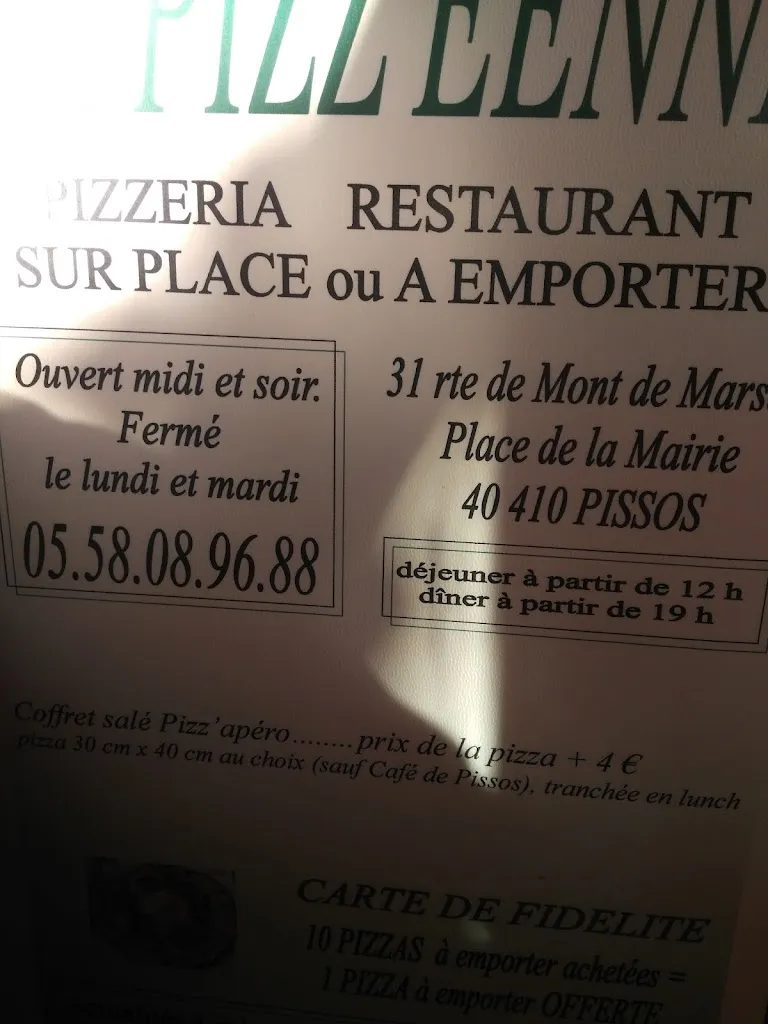 PIZZ'EENN
PIZZERIA RESTAURANT
SUR PLACE ou A EMPORTER
Ouvert midi et soir.
Fermé
le lundi et mardi
05.58.08.96.88
31 rte de Mont de Mars
Place de la Mairie
40 410 PISSOS
déjeuner à partir de 12 h
dîner à partir de 19 h
Coffret salé Pizz'apéro........prix de la pizza + 4 €
pizza 30 cm x 40 cm au choix (sauf Café de Pissos), tranchée en lunch
CARTE DE FIDELITE
10 PIZZAS à emporter achetées =
1 PIZZA à emporter OFFERTE